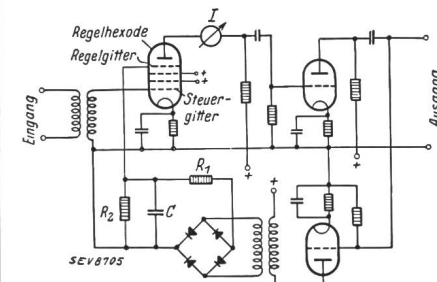 Regelhexode
Regelgitter
I
Steuer-
gitter
Eingang
Ausgang
R1
R2
C
SEV8705
+
+
+
+
+